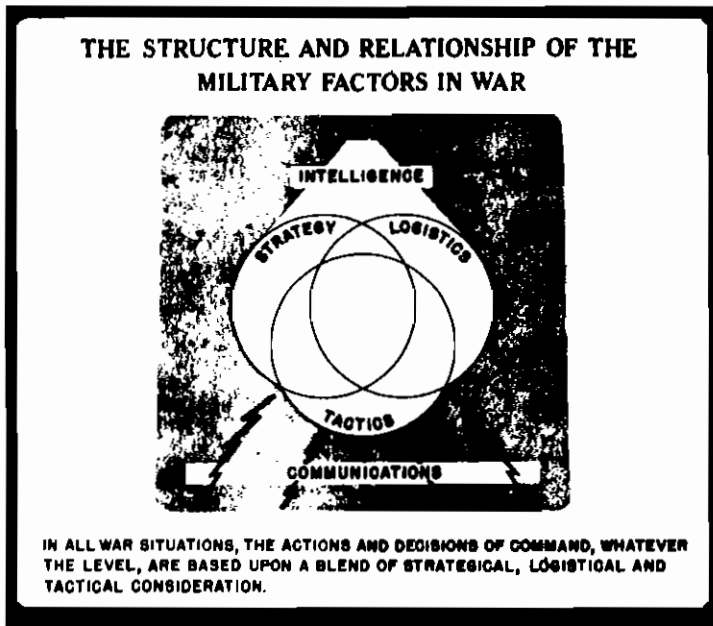 THE STRUCTURE AND RELATIONSHIP OF THE
MILITARY FACTORS IN WAR
INTELLIGENCE
STRATEGY
LOGISTICS
TACTICS
COMMUNICATIONS
IN ALL WAR SITUATIONS, THE ACTIONS AND DECISIONS OF COMMAND, WHATEVER
THE LEVEL, ARE BASED UPON A BLEND OF STRATEGICAL, LOGISTICAL AND
TACTICAL CONSIDERATION.